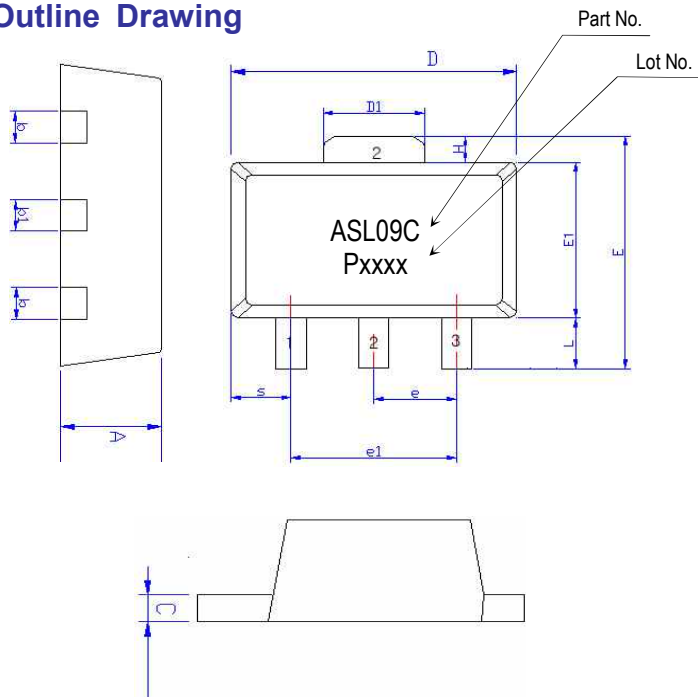 Outline Drawing
Part No.
Lot No.
D
D1
H
2
b
b1
b
ASL09C
Pxxxx
E1
E
1
2
3
L
s
e
A
e1
C